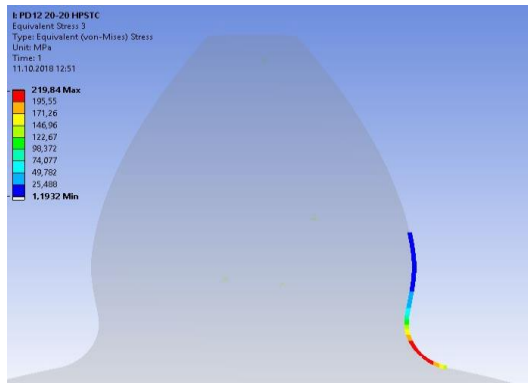 I: PD12 20-20 HPSTC
Equivalent Stress 3
Type: Equivalent (von-Mises) Stress
Unit: MPa
Time: 1
11.10.2018 12:51
219,84 Max
195,55
171,26
146,96
122,67
98,372
74,077
49,782
25,488
1,1932 Min